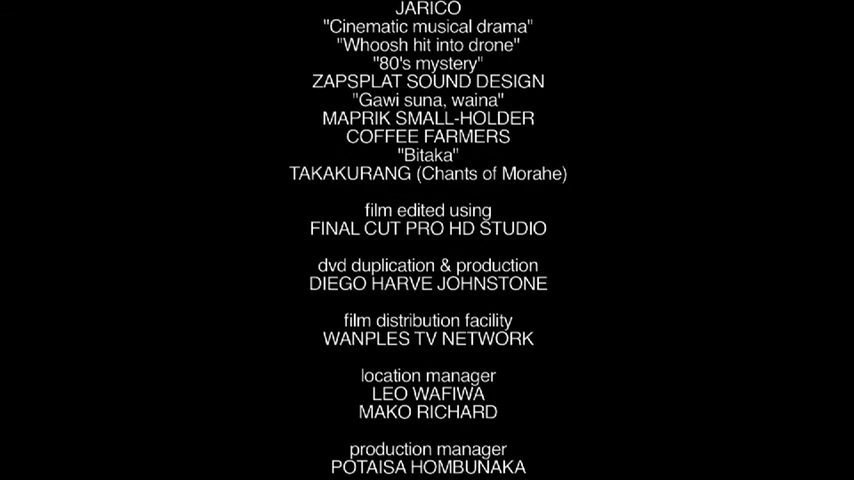 JARICO
"Cinematic musical drama"
"Whoosh hit into drone"
"80's mystery"
ZAPSPLAT SOUND DESIGN
"Gawi suna, waina"
MAPRIK SMALL-HOLDER
COFFEE FARMERS
"Bitaka"
TAKAKURANG (Chants of Morahe)
film edited using
FINAL CUT PRO HD STUDIO
dvd duplication & production
DIEGO HARVE JOHNSTONE
film distribution facility
WANPLES TV NETWORK
location manager
LEO WAFIWA
MAKO RICHARD
production manager
POTAISA HOMBUNAKA